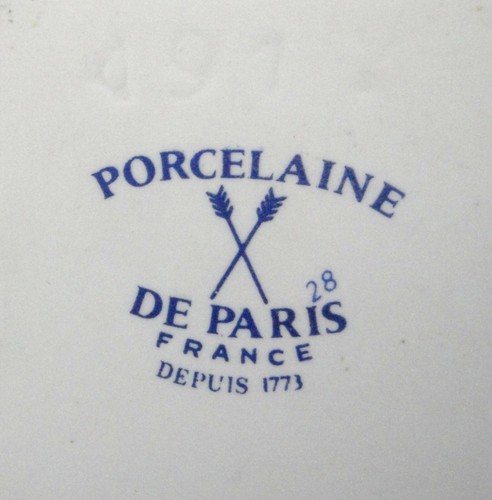 PORCELAINE
28
DE PARIS
FRANCE
DEPUIS 1773